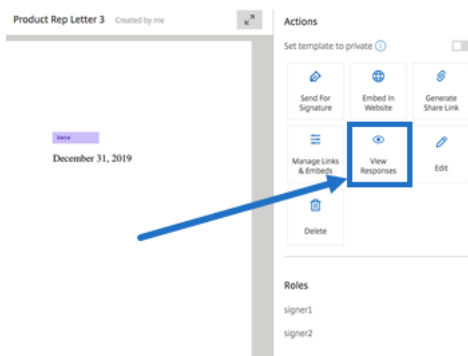 Product Rep Letter 3 Created by me
Date
December 31, 2019
Actions
Set template to private
Send For Signature
Embed In Website
Generate Share Link
Manage Links & Embeds
View Responses
Edit
Delete
Roles
signer1
signer2